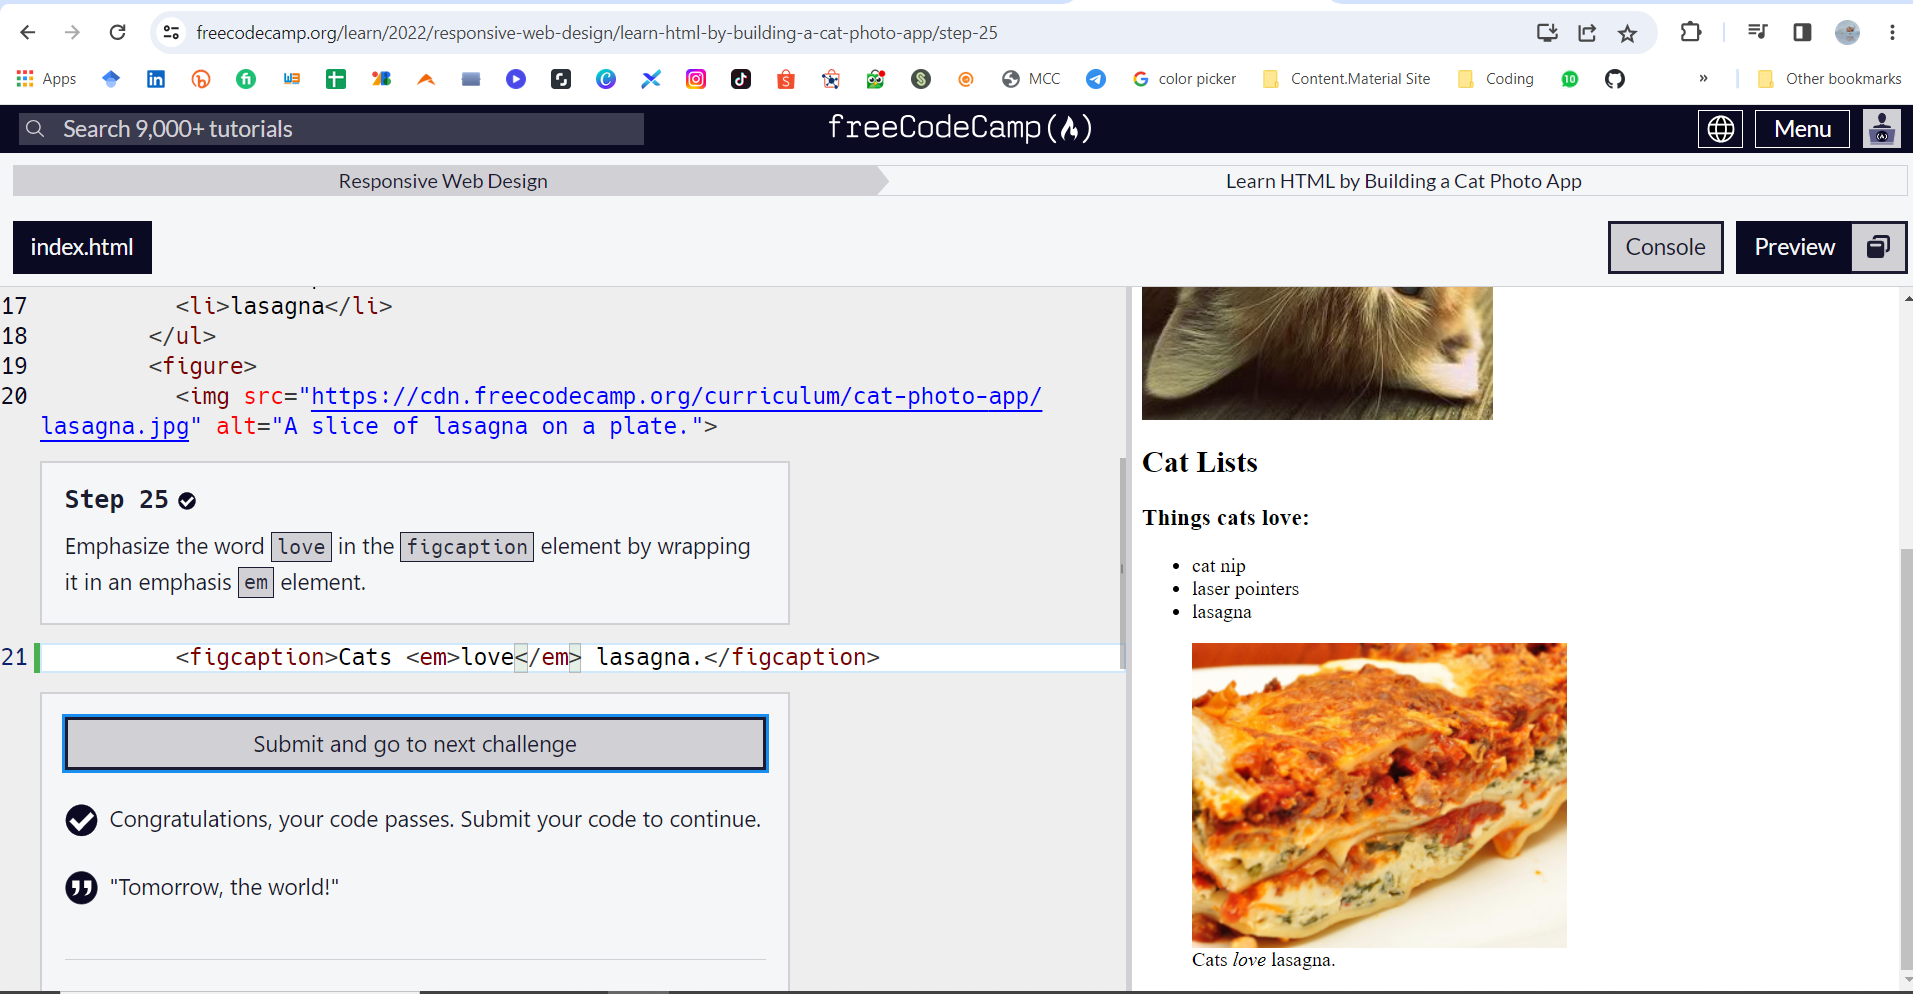 freecodecamp.org/learn/2022/responsive-web-design/learn-html-by-building-a-cat-photo-app/step-25
Apps
MCC
color picker
Content.Material Site
Coding
10
»
Other bookmarks
Search 9,000+ tutorials
freeCodeCamp
Menu
Responsive Web Design
Learn HTML by Building a Cat Photo App
index.html
Console
Preview
17 <li>lasagna</li>
18 </ul>
19 <figure>
20 <img src="https://cdn.freecodecamp.org/curriculum/cat-photo-app/
lasagna.jpg" alt="A slice of lasagna on a plate.">
Step 25
Emphasize the word love in the figcaption element by wrapping
it in an emphasis em element.
21 <figcaption>Cats <em>love</em> lasagna.</figcaption>
Submit and go to next challenge
Congratulations, your code passes. Submit your code to continue.
"Tomorrow, the world!"
Cat Lists
Things cats love:
cat nip
laser pointers
lasagna
Cats love lasagna.